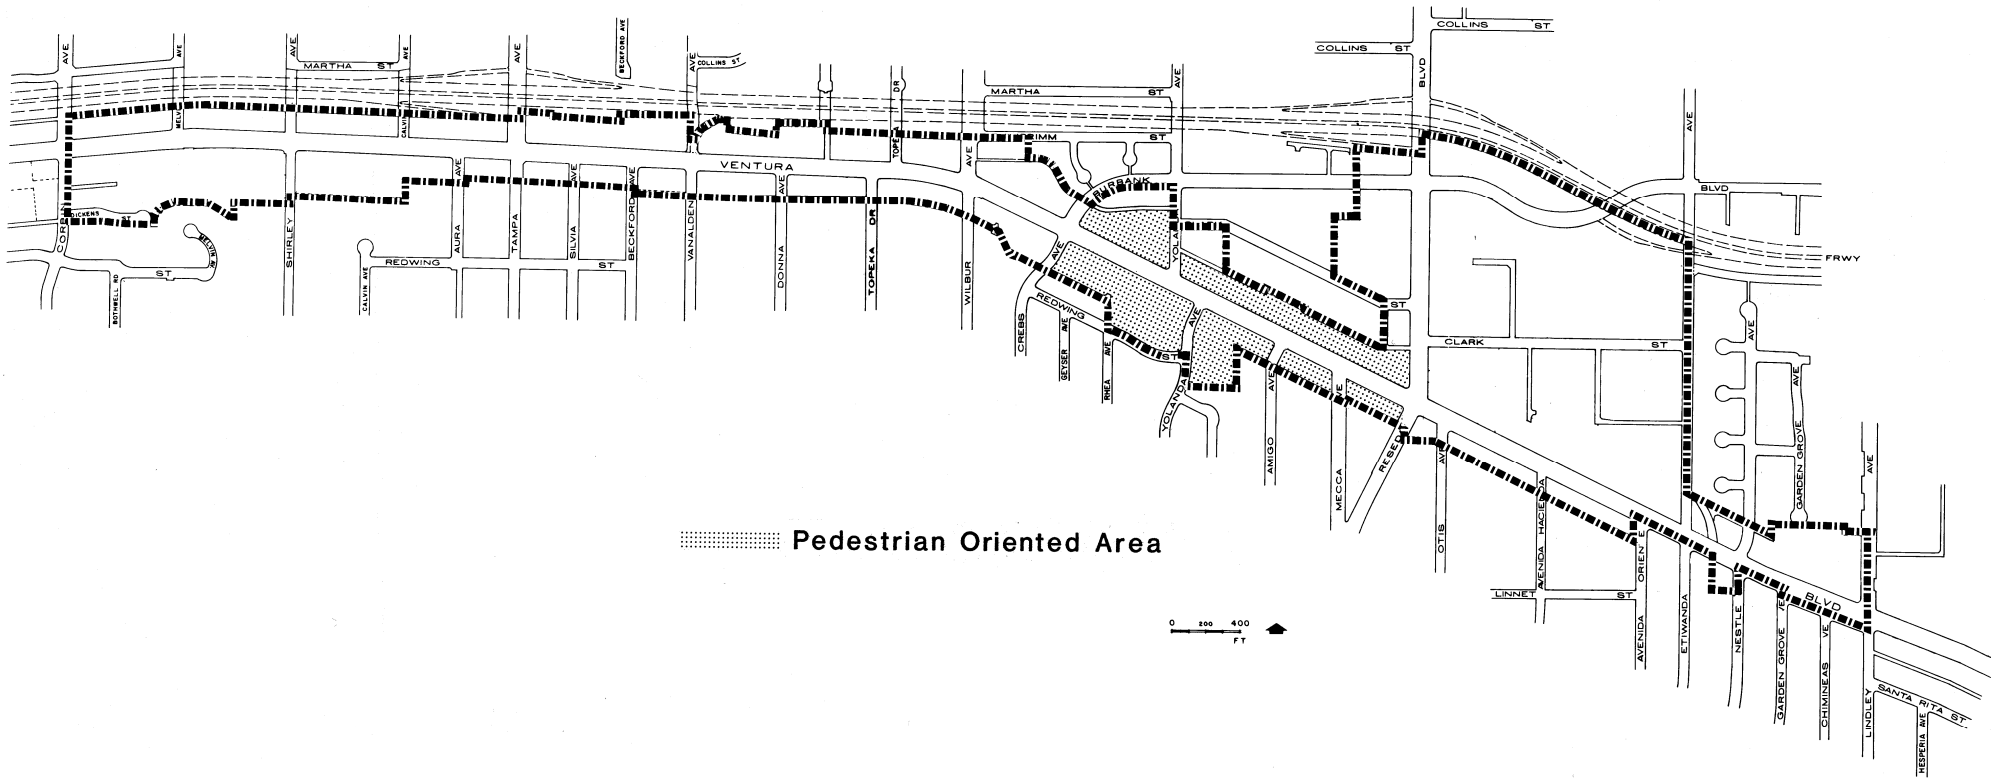 COLLINS ST
COLLINS ST
BECKFORD AVE
AVE
AVE
AVE
AVE
AVE
AVE
COLLINS ST
MARTHA ST
AVE
BLVD
DR
MARTHA ST
AVE
CALVIN
ST
VENTURA
AVE
AVE
AVE
AVE
AVE
BURBANK
BLVD
DICKENS ST
SHIRLEY
AURA
TAMPA
SILVIA
BECKFORD
VANALDEN
DONZA
TOPEKA DR
WILBUR
AVE
FRWY
REDWING ST
ST
BOTHWELL RD
CALVIN AVE
REDWING
ST
CREBS
GEYSER AVE
RHEA AVE
AVE
YOLANDA
ST
CLARK ST
AVE
AVE
AMIGO AVE
MECCA
OTIS
GARDEN GROVE
AVE
AVENIDA HACIENDA
Pedestrian Oriented Area
LINNET ST
AVENIDA ORIENTE
ETIWANDA
NESTLE
GARDEN GROVE
CHIMINEAS
BLVD
LINDLEY
SANTA RITA ST
HESPERIA AVE
0 200 400
FT